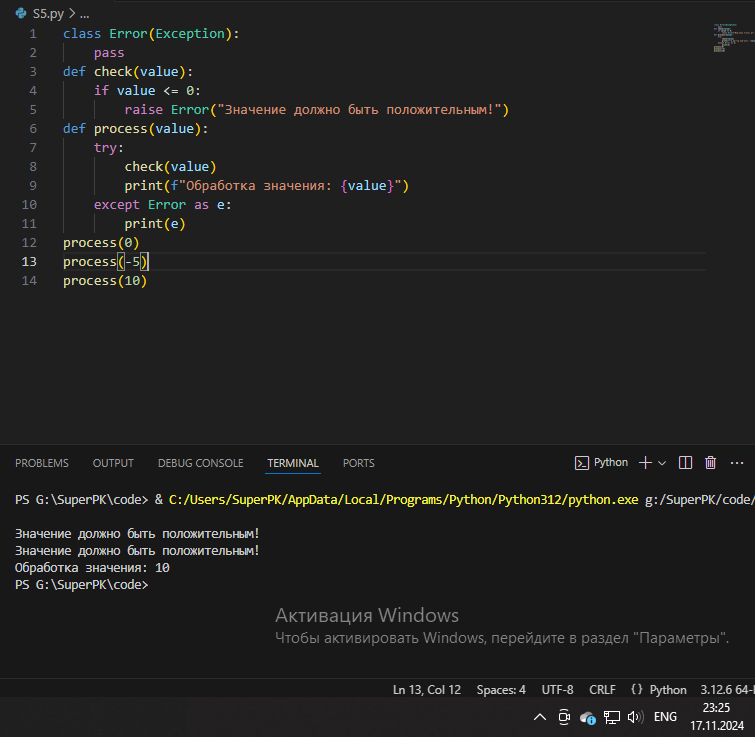 S5.py > ...
1 class Error(Exception):
2     pass
3 def check(value):
4     if value <= 0:
5         raise Error("Значение должно быть положительным!")
6 def process(value):
7     try:
8         check(value)
9         print(f"Обработка значения: {value}")
10     except Error as e:
11         print(e)
12 process(0)
13 process(-5)
14 process(10)
PROBLEMS OUTPUT DEBUG CONSOLE TERMINAL PORTS Python
PS G:\SuperPK\code> & C:/Users/SuperPK/AppData/Local/Programs/Python/Python312/python.exe g:/SuperPK/code/
Значение должно быть положительным!
Значение должно быть положительным!
Обработка значения: 10
PS G:\SuperPK\code>
Активация Windows
Чтобы активировать Windows, перейдите в раздел "Параметры".
Ln 13, Col 12 Spaces: 4 UTF-8 CRLF {} Python 3.12.6 64-
ENG 23:25
17.11.2024